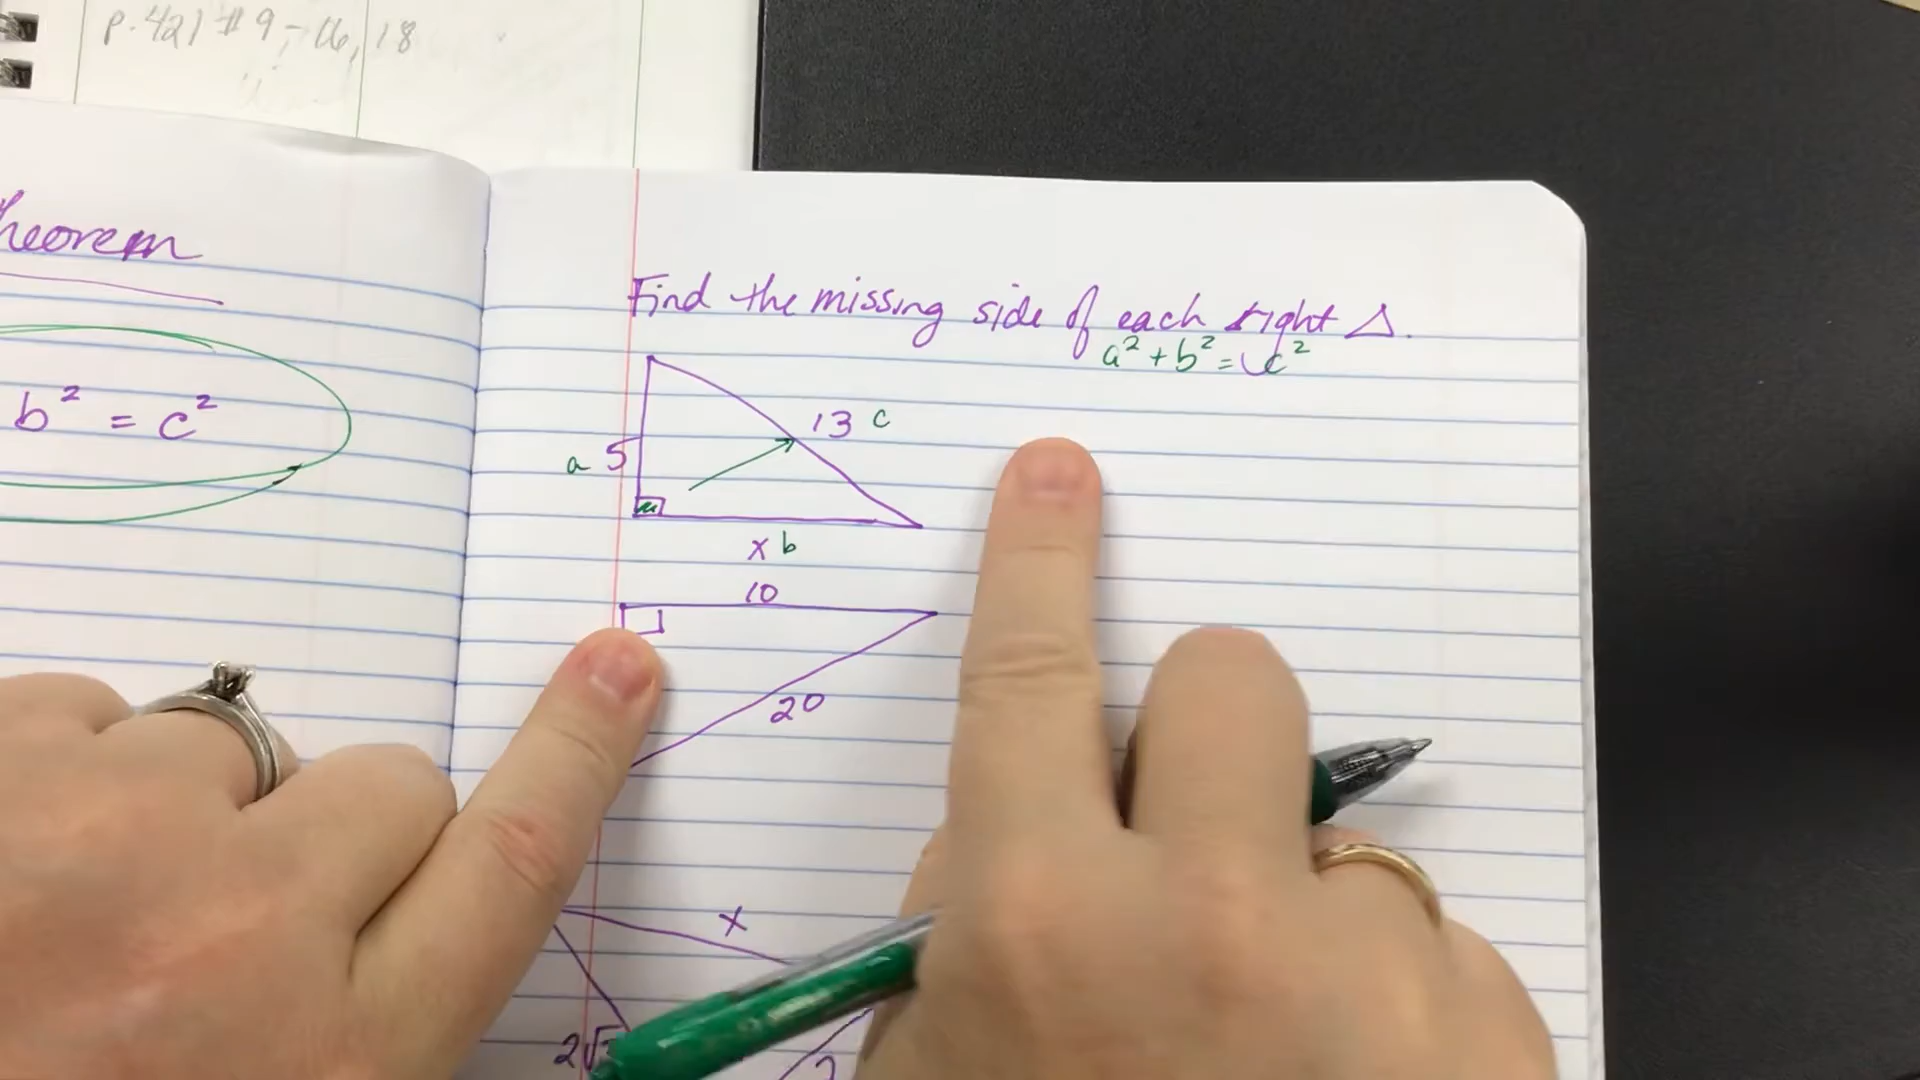 p. 421 # 9-16, 18
heorem
b² = c²
Find the missing side of each right Δ.
a² + b² = c²
13 c
a 5
x b
10
20
x
2√